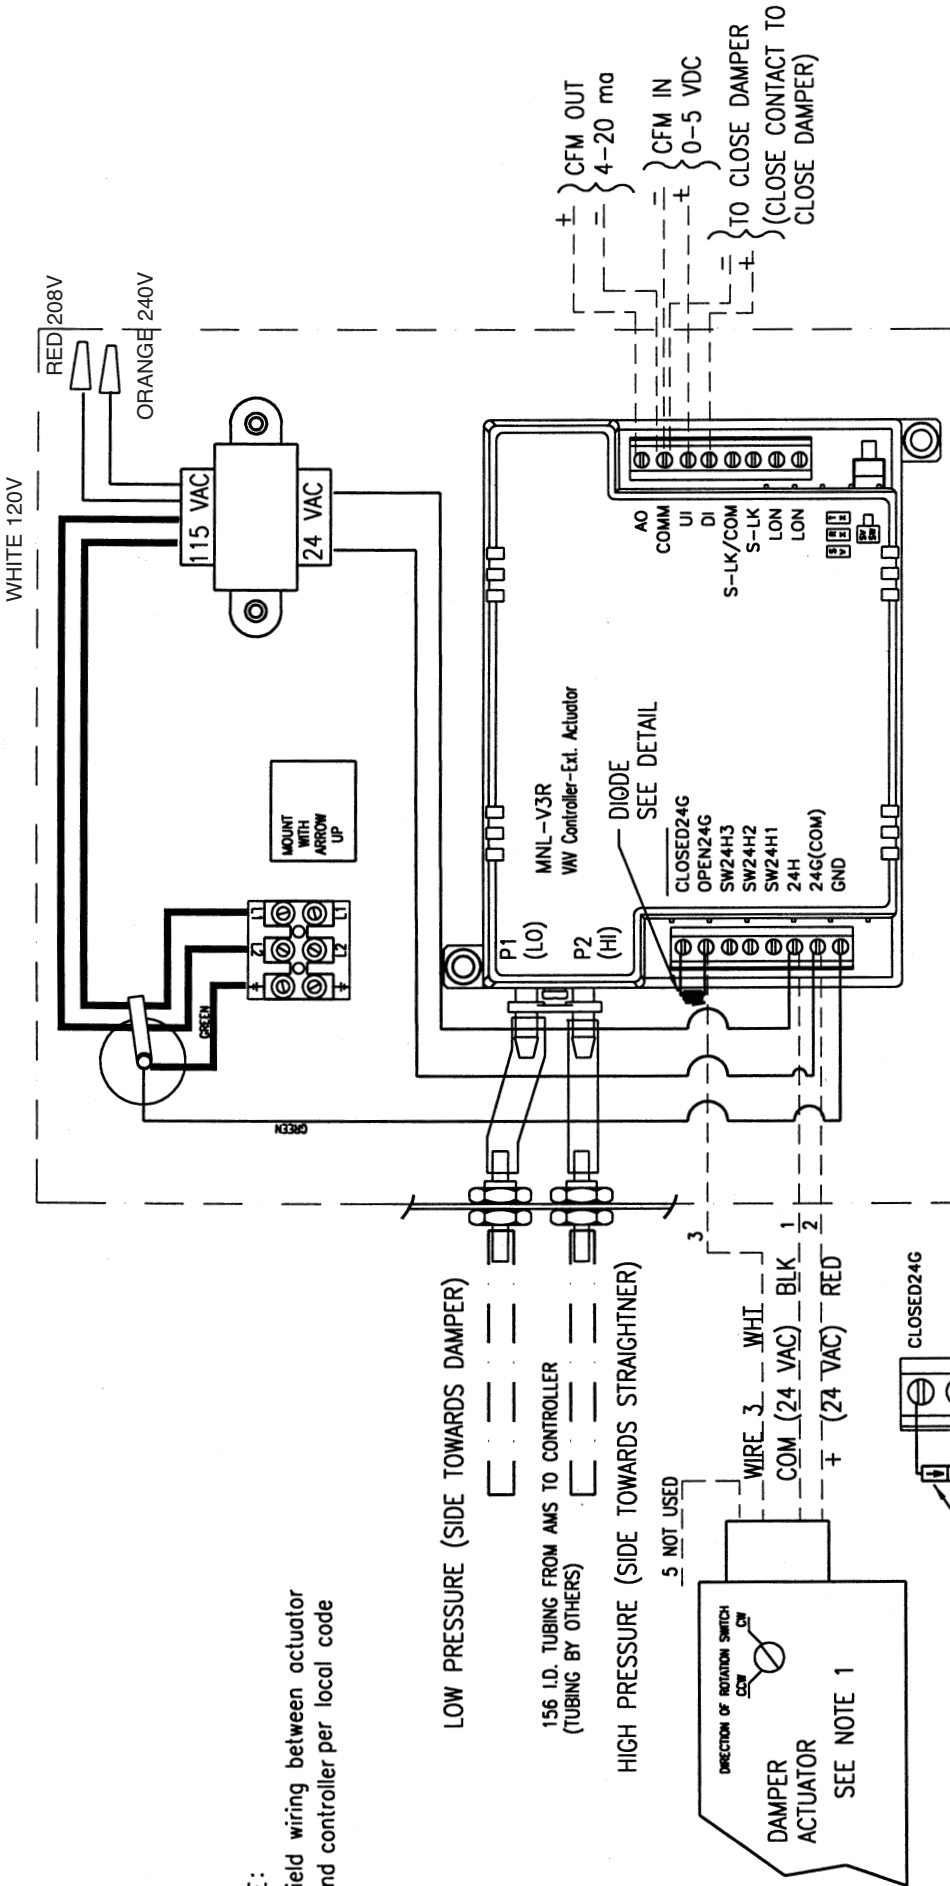 WHITE 120V
RED 208V
ORANGE 240V
115 VAC
24 VAC
MOUNT
WITH
ARROW
UP
L1
L2
L1
L2
GREEN
GREEN
CFM OUT
4-20 ma
+
-
CFM IN
0-5 VDC
-
+
TO CLOSE DAMPER
(CLOSE CONTACT TO
CLOSE DAMPER)
-
+
AO
COMM
UI
DI
S-LK/COM
S-LK
LON
LON
MNL-V3R
VAV Controller-Ext. Actuator
DIODE
SEE DETAIL
P1
(LO)
P2
(HI)
CLOSED24G
OPEN24G
SW24H3
SW24H2
SW24H1
24H
24G(COM)
GND
3
1
2
LOW PRESSURE (SIDE TOWARDS DAMPER)
156 I.D. TUBING FROM AMS TO CONTROLLER
(TUBING BY OTHERS)
HIGH PRESSURE (SIDE TOWARDS STRAIGHTNER)
5 NOT USED
WIRE 3 WHT
COM (24 VAC) BLK
+ (24 VAC) RED
DIRECTION OF ROTATION SWITCH
CCW
CW
DAMPER
ACTUATOR
SEE NOTE 1
CLOSED24G
E:
ield wiring between actuator
nd controller per local code